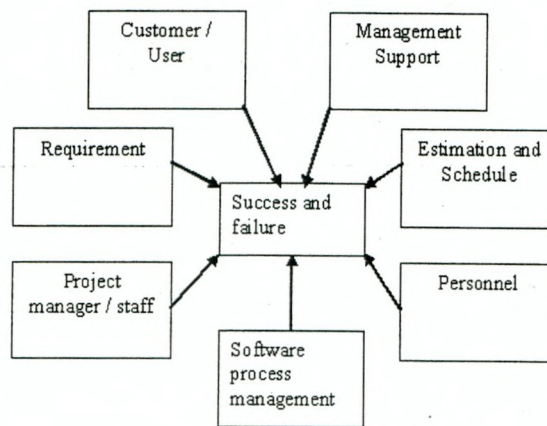 Customer /
User
Management
Support
Requirement
Estimation and
Schedule
Success and
failure
Project
manager / staff
Personnel
Software
process
management